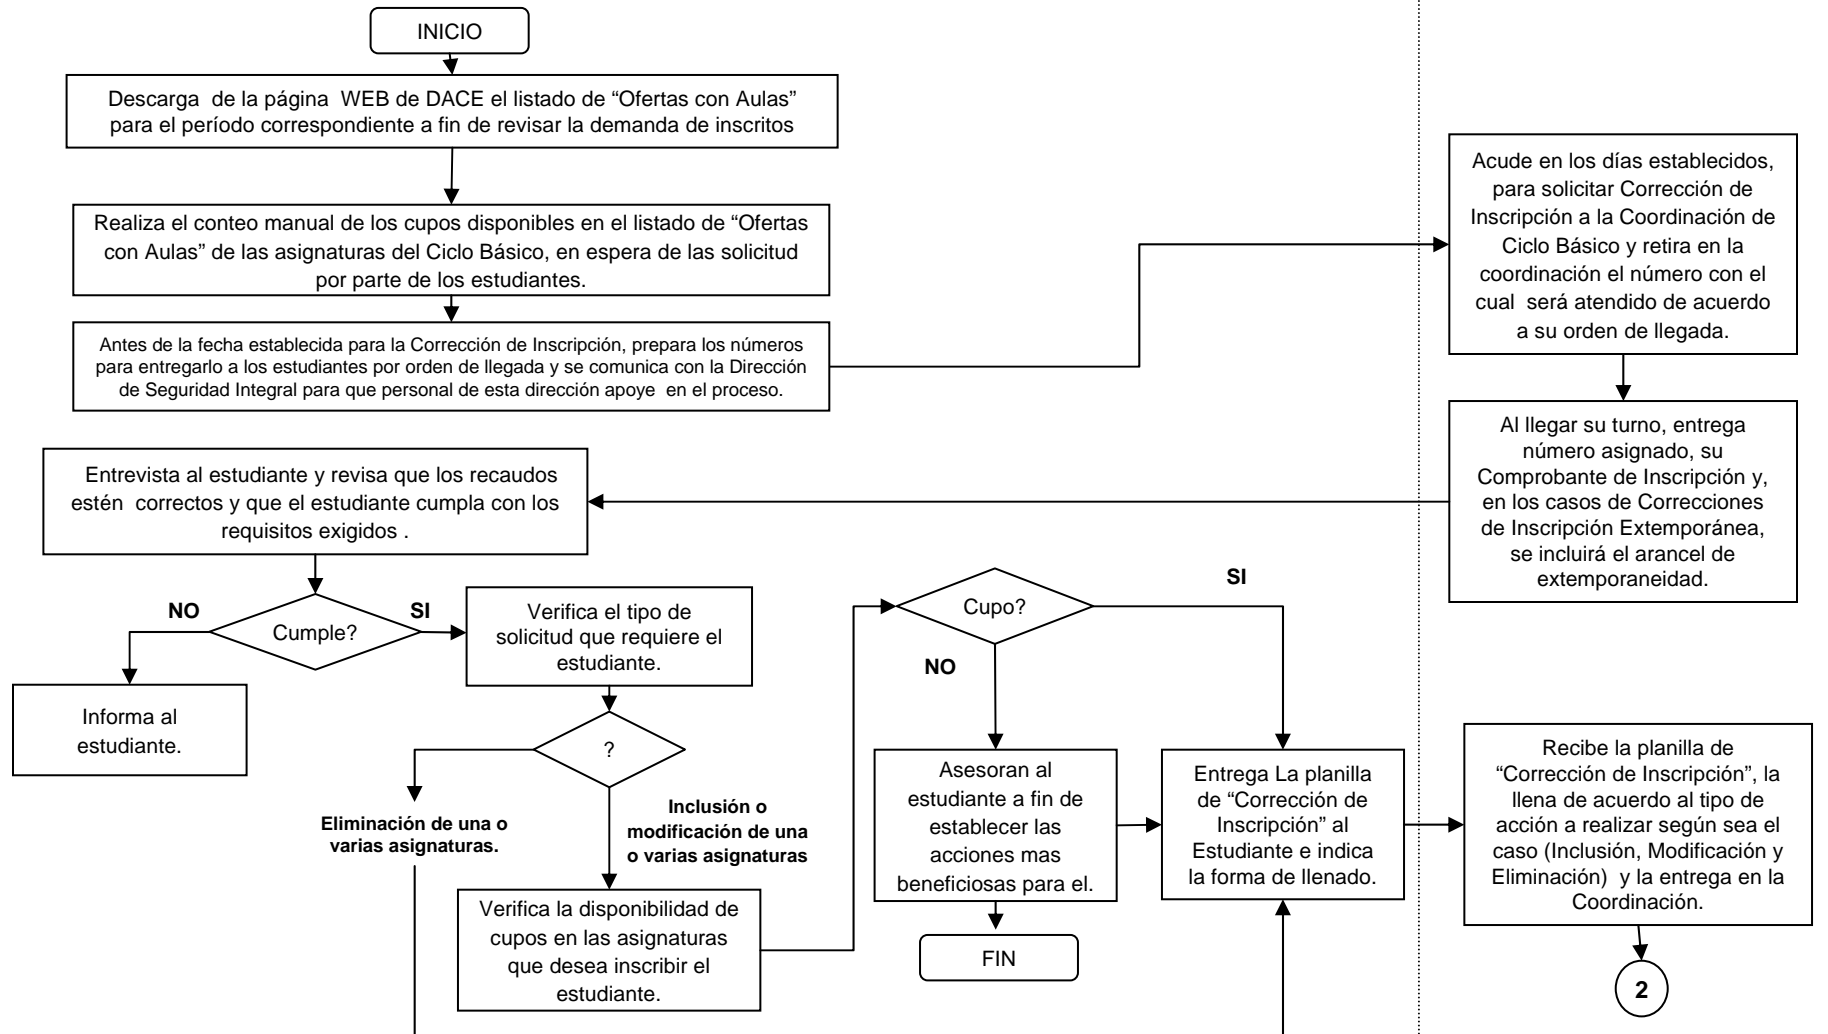 INICIO
Descarga de la página WEB de DACE el listado de “Ofertas con Aulas”
para el período correspondiente a fin de revisar la demanda de inscritos
Realiza el conteo manual de los cupos disponibles en el listado de “Ofertas
con Aulas” de las asignaturas del Ciclo Básico, en espera de las solicitud
por parte de los estudiantes.
Antes de la fecha establecida para la Corrección de Inscripción, prepara los números
para entregarlo a los estudiantes por orden de llegada y se comunica con la Dirección
de Seguridad Integral para que personal de esta dirección apoye en el proceso.
Acude en los días establecidos,
para solicitar Corrección de
Inscripción a la Coordinación de
Ciclo Básico y retira en la
coordinación el número con el
cual será atendido de acuerdo
a su orden de llegada.
Al llegar su turno, entrega
número asignado, su
Comprobante de Inscripción y,
en los casos de Correcciones
de Inscripción Extemporánea,
se incluirá el arancel de
extemporaneidad.
Entrevista al estudiante y revisa que los recaudos
estén correctos y que el estudiante cumpla con los
requisitos exigidos .
NO
Cumple?
SI
Informa al
estudiante.
Verifica el tipo de
solicitud que requiere el
estudiante.
?
Eliminación de una o
varias asignaturas.
Inclusión o
modificación de una
o varias asignaturas
Verifica la disponibilidad de
cupos en las asignaturas
que desea inscribir el
estudiante.
Cupo?
SI
NO
Asesoran al
estudiante a fin de
establecer las
acciones mas
beneficiosas para el.
FIN
Entrega La planilla
de “Corrección de
Inscripción” al
Estudiante e indica
la forma de llenado.
Recibe la planilla de
“Corrección de Inscripción”, la
llena de acuerdo al tipo de
acción a realizar según sea el
caso (Inclusión, Modificación y
Eliminación) y la entrega en la
Coordinación.
2